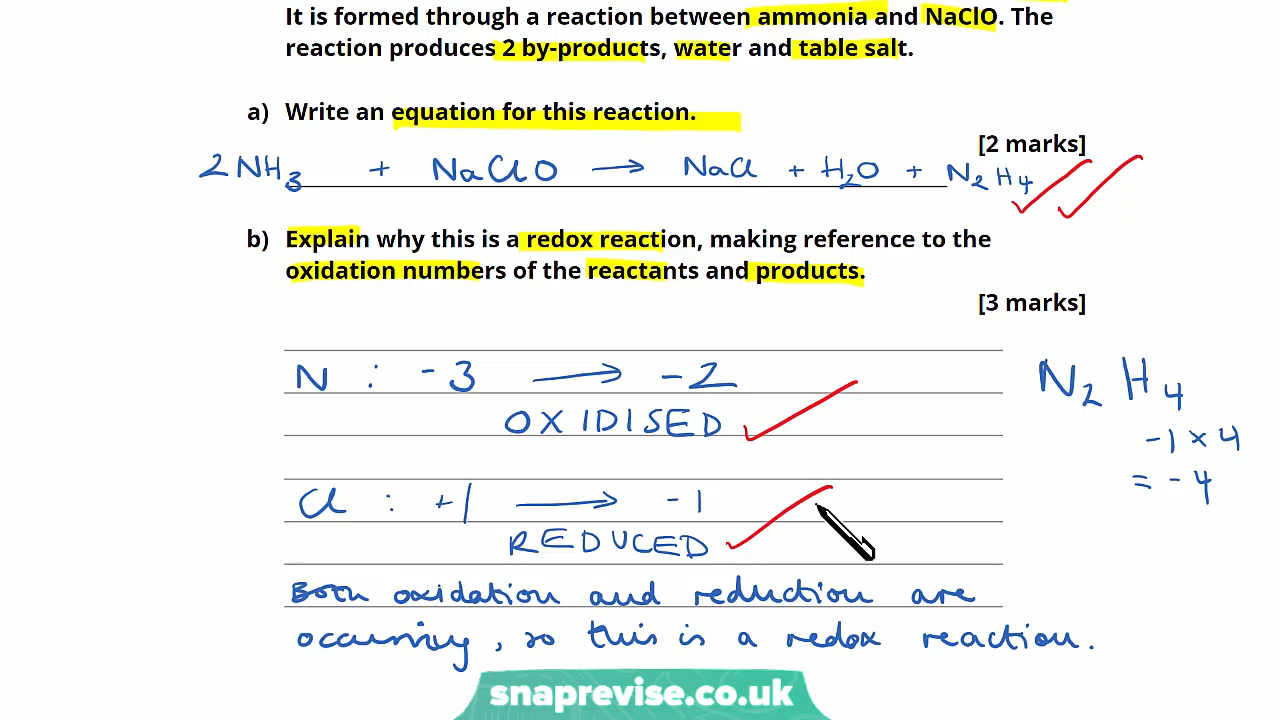 It is formed through a reaction between ammonia and NaClO. The
reaction produces 2 by-products, water and table salt.
a) Write an equation for this reaction.
[2 marks]
2NH3 + NaClO → NaCl + H2O + N2H4
b) Explain why this is a redox reaction, making reference to the
oxidation numbers of the reactants and products.
[3 marks]
N : -3 → -2
OXIDISED
N2H4
-1 x 4
= -4
Cl : +1 → -1
REDUCED
Both oxidation and reduction are
occurring, so this is a redox reaction.
snaprevise.co.uk